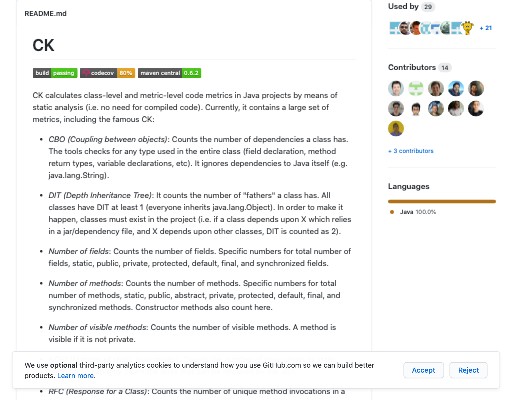 README.md
CK
build passing codecov 80% maven central 0.6.2
CK calculates class-level and metric-level code metrics in Java projects by means of
static analysis (i.e. no need for compiled code). Currently, it contains a large set of
metrics, including the famous CK:
• CBO (Coupling between objects): Counts the number of dependencies a class has.
The tools checks for any type used in the entire class (field declaration, method
return types, variable declarations, etc). It ignores dependencies to Java itself (e.g.
java.lang.String).
• DIT (Depth Inheritance Tree): It counts the number of "fathers" a class has. All
classes have DIT at least 1 (everyone inherits java.lang.Object). In order to make it
happen, classes must exist in the project (i.e. if a class depends upon X which relies
in a jar/dependency file, and X depends upon other classes, DIT is counted as 2).
• Number of fields: Counts the number of fields. Specific numbers for total number of
fields, static, public, private, protected, default, final, and synchronized fields.
• Number of methods: Counts the number of methods. Specific numbers for total
number of methods, static, public, abstract, private, protected, default, final, and
synchronized methods. Constructor methods also count here.
• Number of visible methods: Counts the number of visible methods. A method is
visible if it is not private.
• RFC (Response for a Class): Counts the number of unique method invocations in a
Used by 29
+ 21
Contributors 14
+ 3 contributors
Languages
Java 100.0%
We use optional third-party analytics cookies to understand how you use GitHub.com so we can build better
products. Learn more.
Accept
Reject